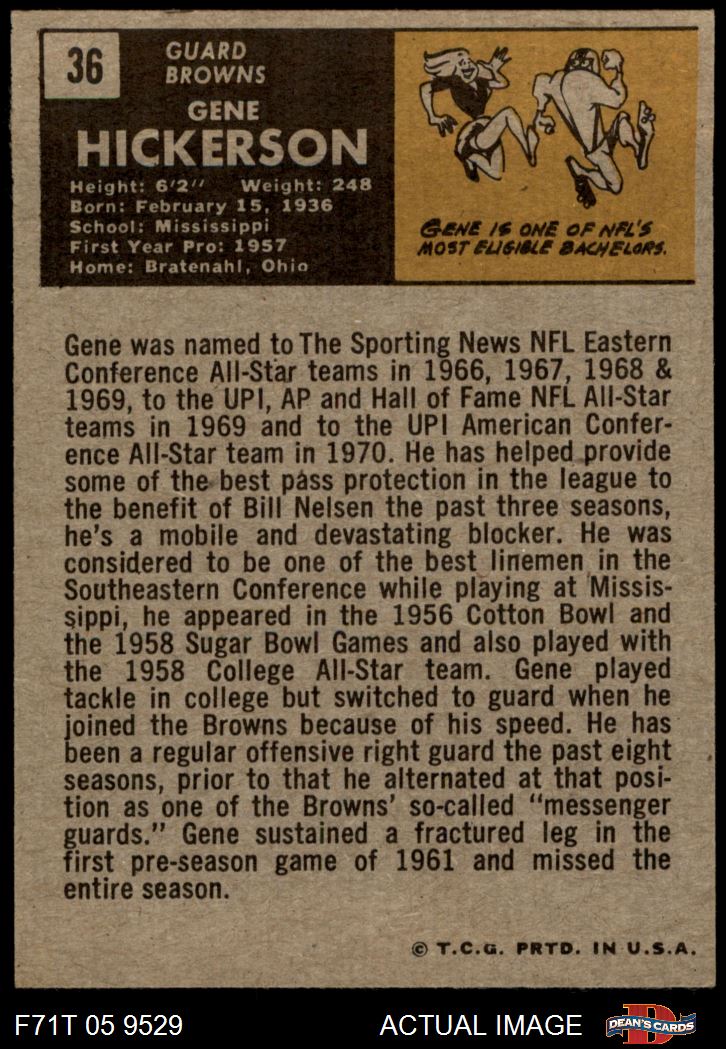 36
GUARD
BROWNS
GENE
HICKERSON
Height: 6'2" Weight: 248
Born: February 15, 1936
School: Mississippi
First Year Pro: 1957
Home: Bratenahl, Ohio
GENE IS ONE OF NFL'S
MOST ELIGIBLE BACHELORS.
Gene was named to The Sporting News NFL Eastern
Conference All-Star teams in 1966, 1967, 1968 &
1969, to the UPI, AP and Hall of Fame NFL All-Star
teams in 1969 and to the UPI American Confer-
ence All-Star team in 1970. He has helped provide
some of the best pass protection in the league to
the benefit of Bill Nelsen the past three seasons,
he's a mobile and devastating blocker. He was
considered to be one of the best linemen in the
Southeastern Conference while playing at Missis-
sippi, he appeared in the 1956 Cotton Bowl and
the 1958 Sugar Bowl Games and also played with
the 1958 College All-Star team. Gene played
tackle in college but switched to guard when he
joined the Browns because of his speed. He has
been a regular offensive right guard the past eight
seasons, prior to that he alternated at that posi-
tion as one of the Browns' so-called "messenger
guards." Gene sustained a fractured leg in the
first pre-season game of 1961 and missed the
entire season.
© T.C.G. PRTD. IN U.S.A.
F71T 05 9529 ACTUAL IMAGE D DEAN'S CARDS